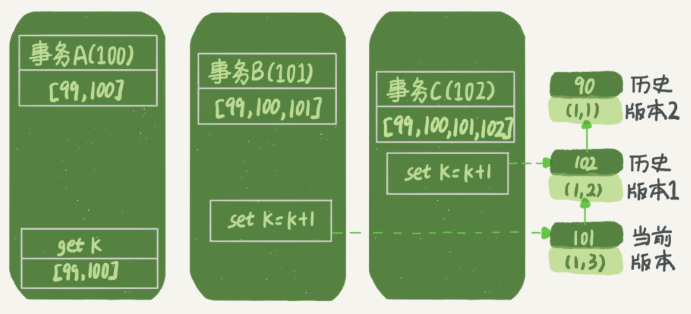 事务A(100)
[99,100]
get k
[99,100]
事务B(101)
[99,100,101]
set k=k+1
事务C(102)
[99,100,101,102]
set k=k+1
90
(1,1)
历史
版本2
102
(1,2)
历史
版本1
101
(1,3)
当前
版本